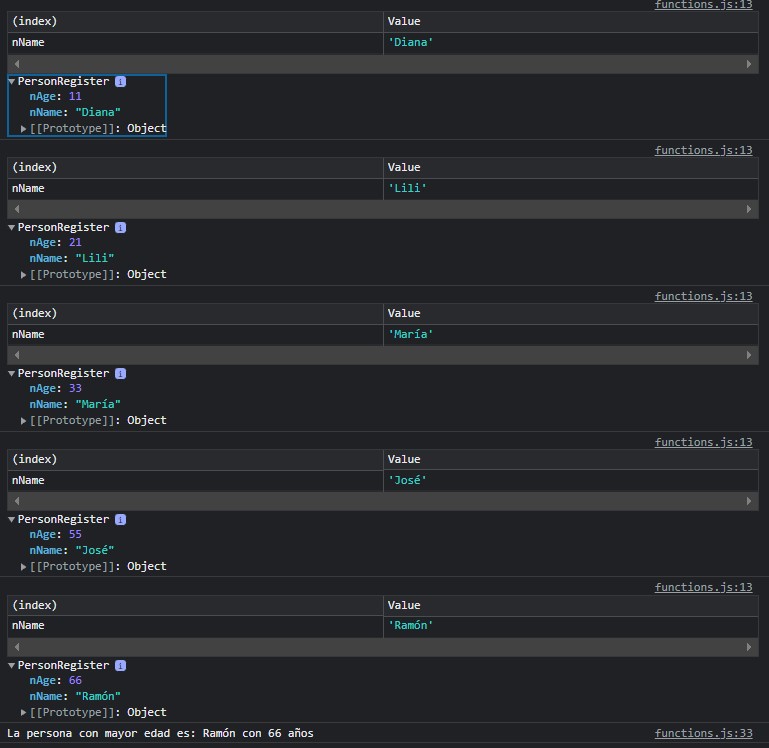 functions.js:13
(index) Value
nName 'Diana'
PersonRegister i
nAge: 11
nName: "Diana"
[[Prototype]]: Object
functions.js:13
(index) Value
nName 'Lili'
PersonRegister i
nAge: 21
nName: "Lili"
[[Prototype]]: Object
functions.js:13
(index) Value
nName 'María'
PersonRegister i
nAge: 33
nName: "María"
[[Prototype]]: Object
functions.js:13
(index) Value
nName 'José'
PersonRegister i
nAge: 55
nName: "José"
[[Prototype]]: Object
functions.js:13
(index) Value
nName 'Ramón'
PersonRegister i
nAge: 66
nName: "Ramón"
[[Prototype]]: Object
La persona con mayor edad es: Ramón con 66 años functions.js:33